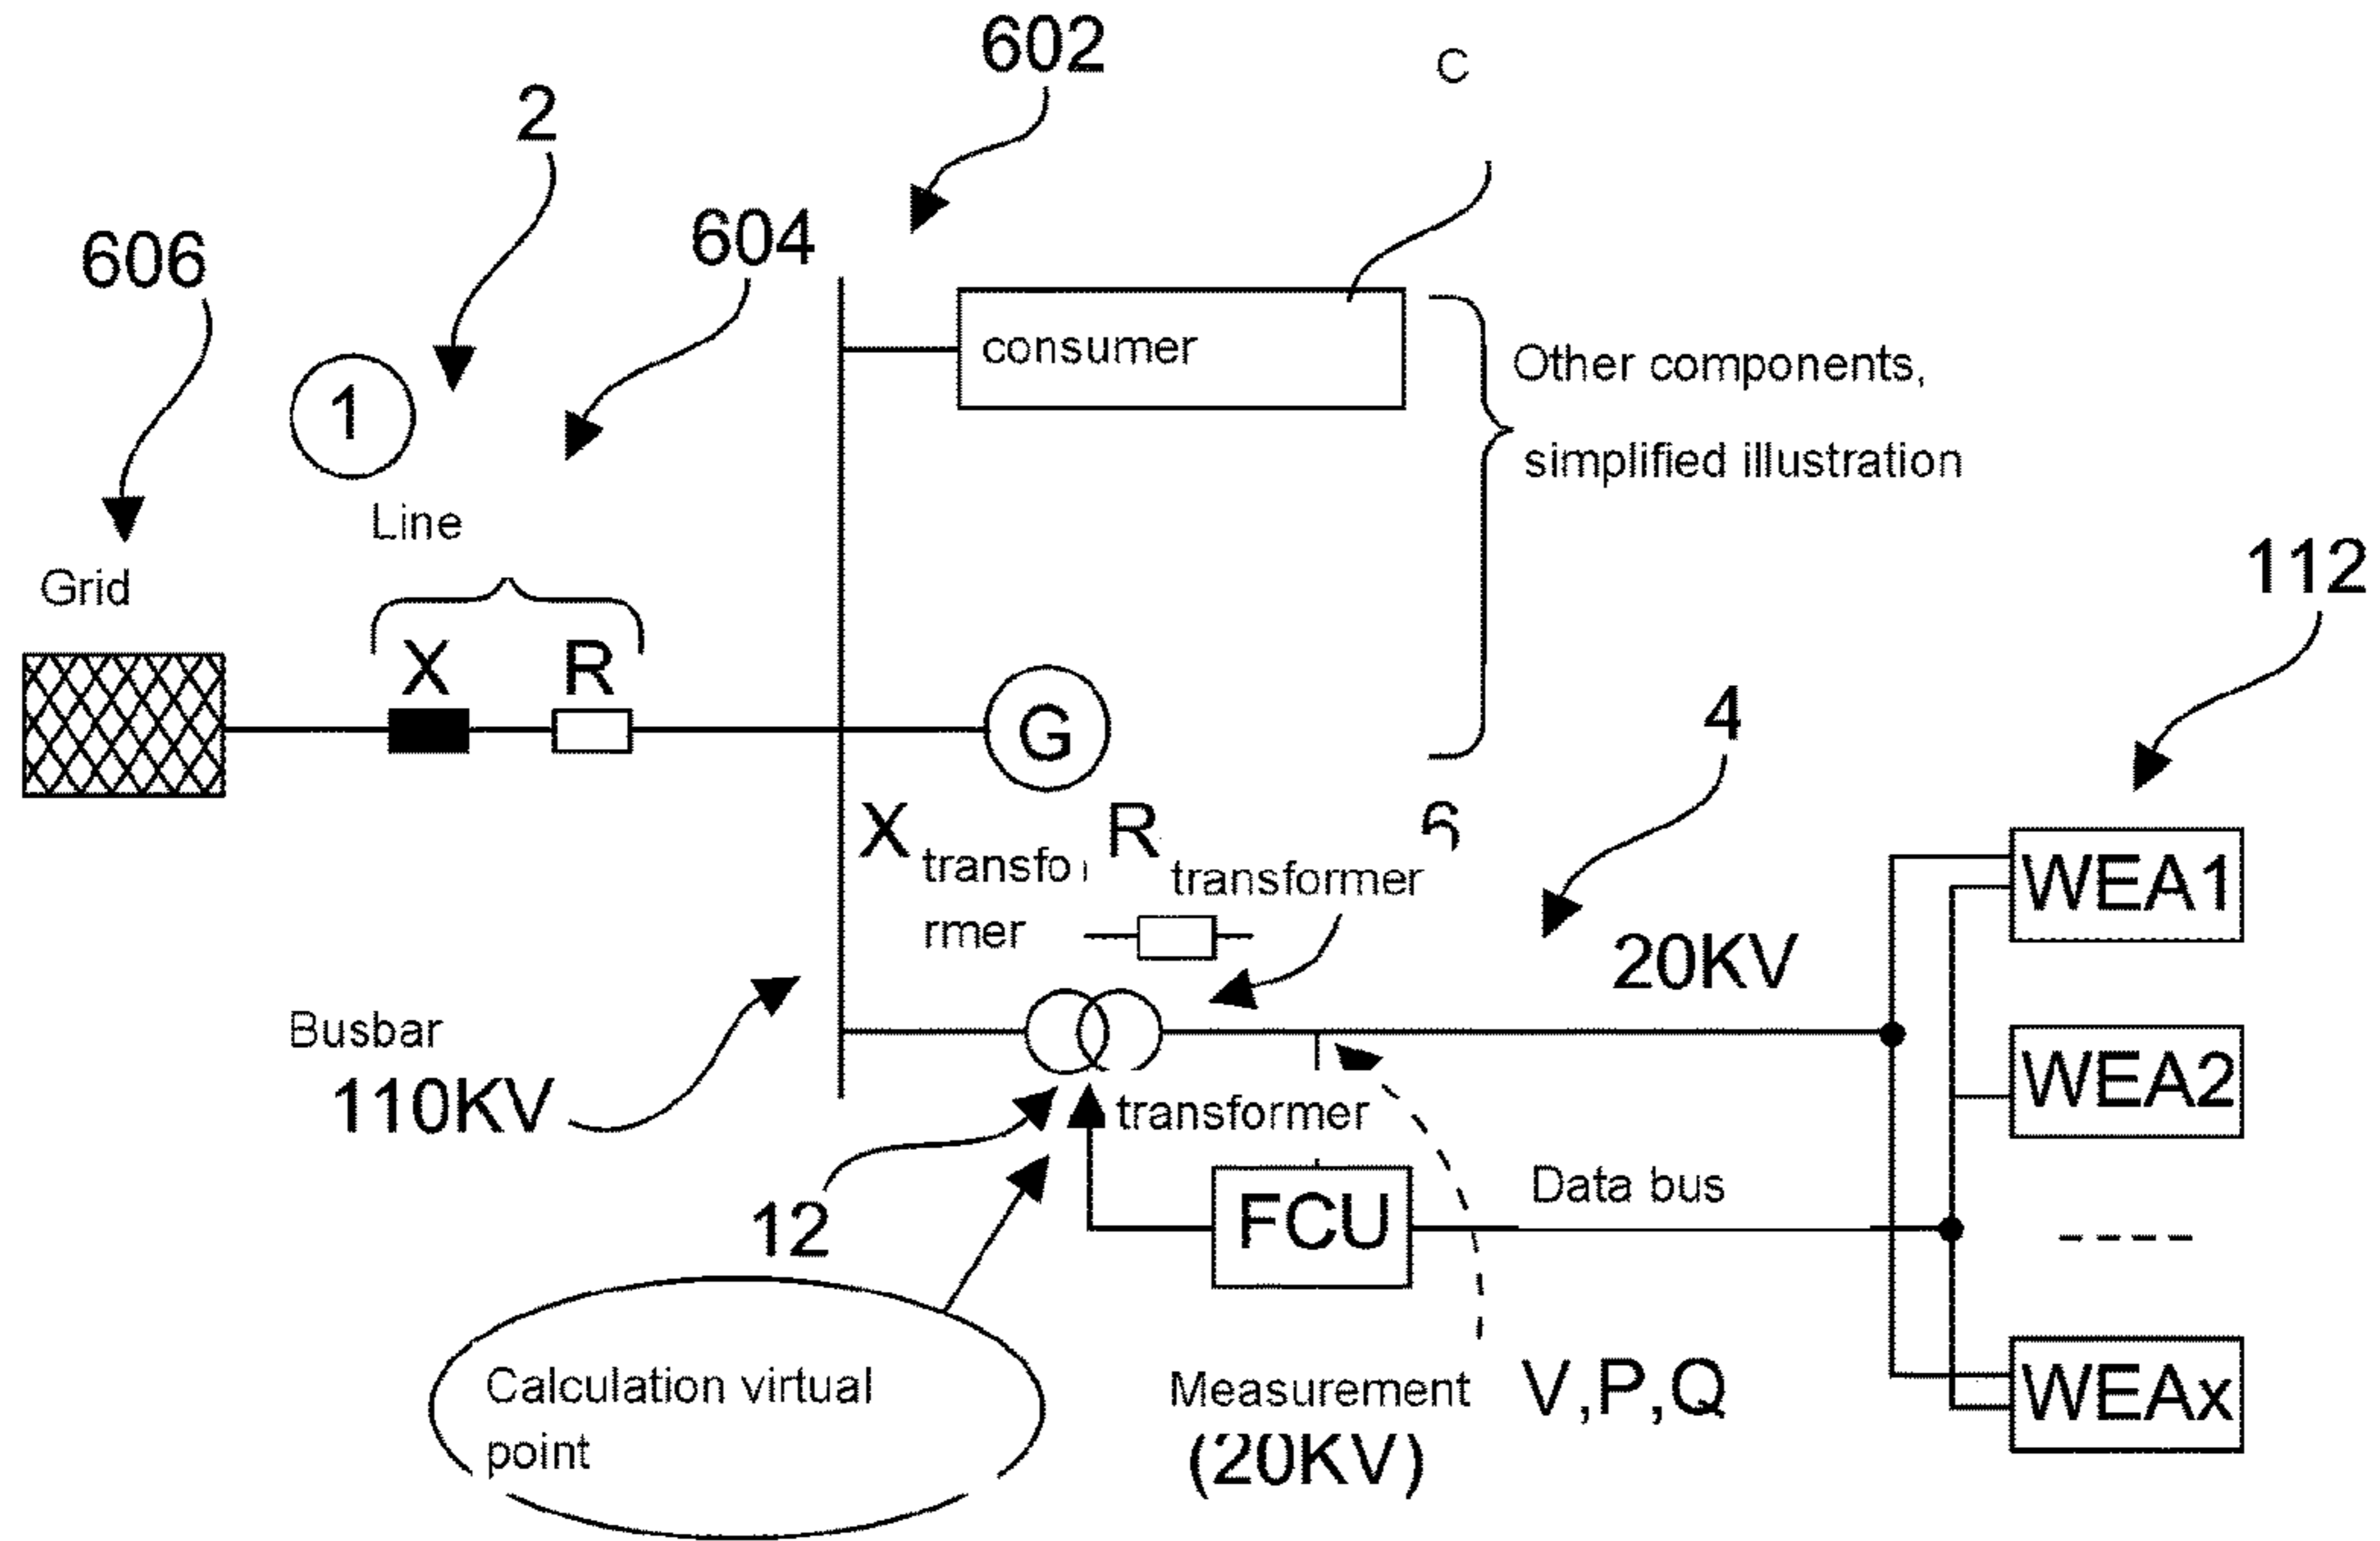 602
C
2
604
606
1
consumer
Other components,
simplified illustration
Line
Grid
112
X
R
G
4
X transfo
rmer
R transformer
6
WEA1
20KV
Busbar
110KV
WEA2
transformer
12
FCU
Data bus
-----
Calculation virtual
point
Measurement
(20KV)
V,P,Q
WEAx